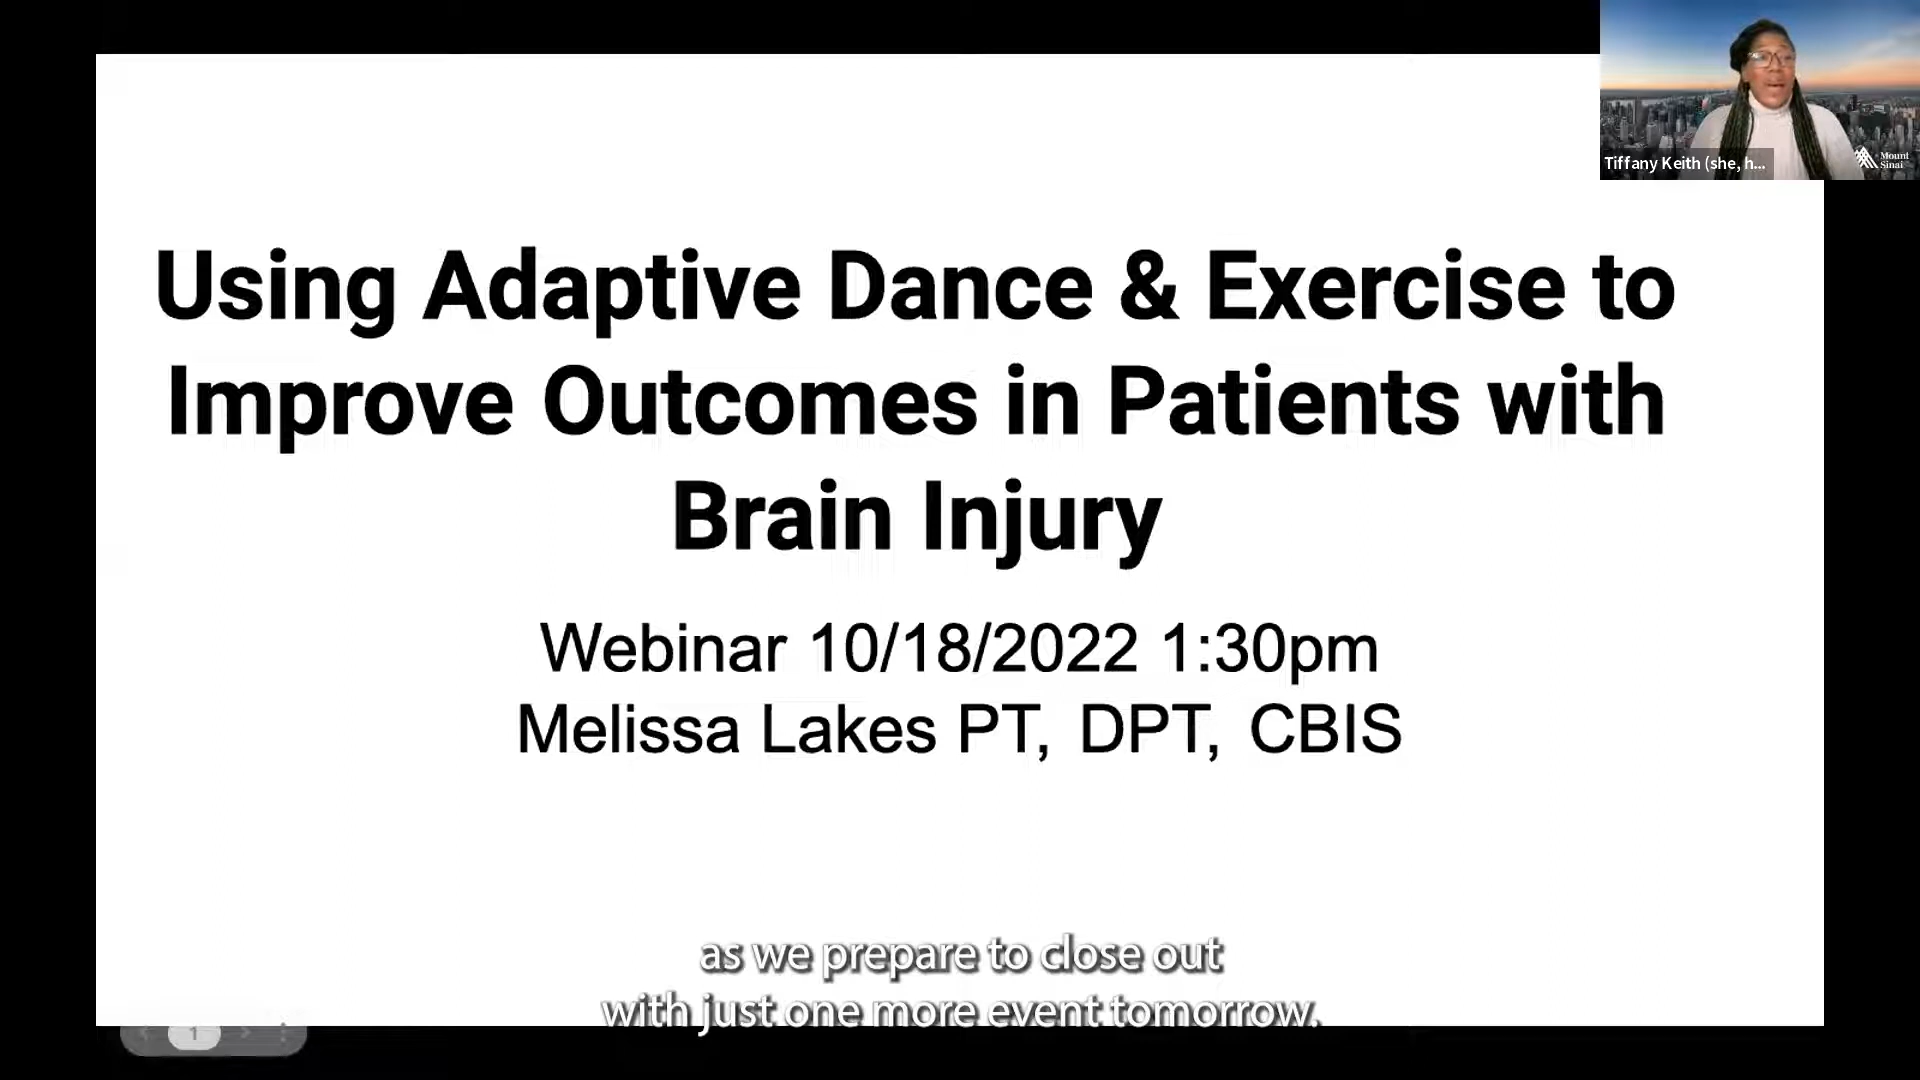 Tiffany Keith (she, h...
Mount
Sinai
Using Adaptive Dance & Exercise to
Improve Outcomes in Patients with
Brain Injury
Webinar 10/18/2022 1:30pm
Melissa Lakes PT, DPT, CBIS
as we prepare to close out
with just one more event tomorrow.
1